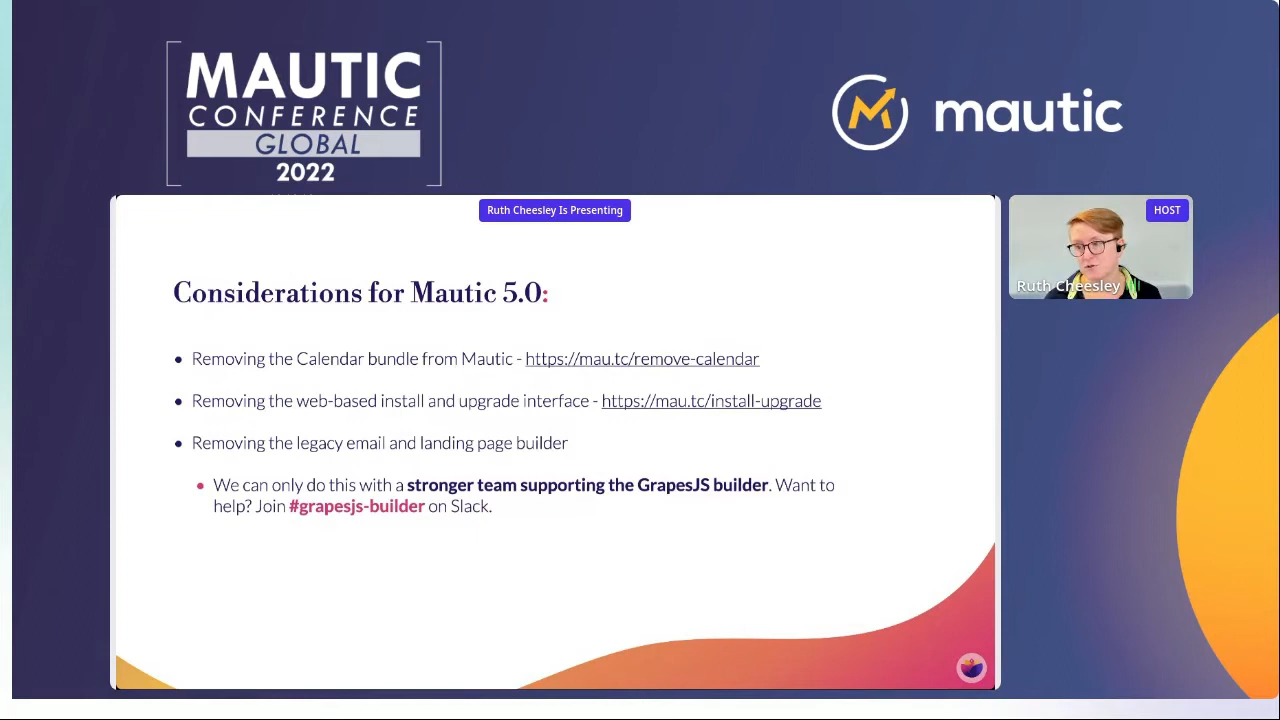 MAUTIC
CONFERENCE
GLOBAL
2022
mautic
Ruth Cheesley Is Presenting
HOST
Ruth Cheesley
Considerations for Mautic 5.0:
• Removing the Calendar bundle from Mautic - https://mau.tc/remove-calendar
• Removing the web-based install and upgrade interface - https://mau.tc/install-upgrade
• Removing the legacy email and landing page builder
• We can only do this with a stronger team supporting the GrapesJS builder. Want to
help? Join #grapesjs-builder on Slack.